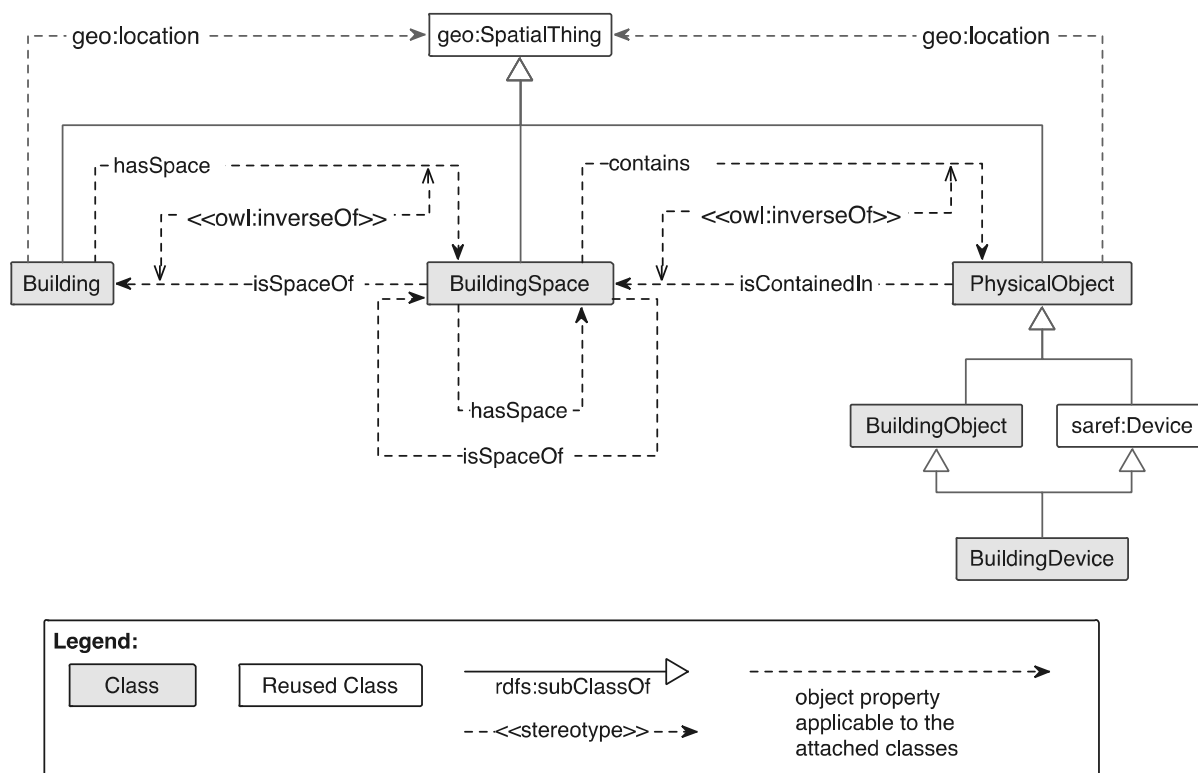 geo:location
geo:SpatialThing
geo:location
hasSpace
contains
<<owl:inverseOf>>
<<owl:inverseOf>>
Building
isSpaceOf
BuildingSpace
isContainedIn
PhysicalObject
hasSpace
isSpaceOf
BuildingObject
saref:Device
BuildingDevice
Legend:
Class
Reused Class
rdfs:subClassOf
<<stereotype>>
object property
applicable to the
attached classes